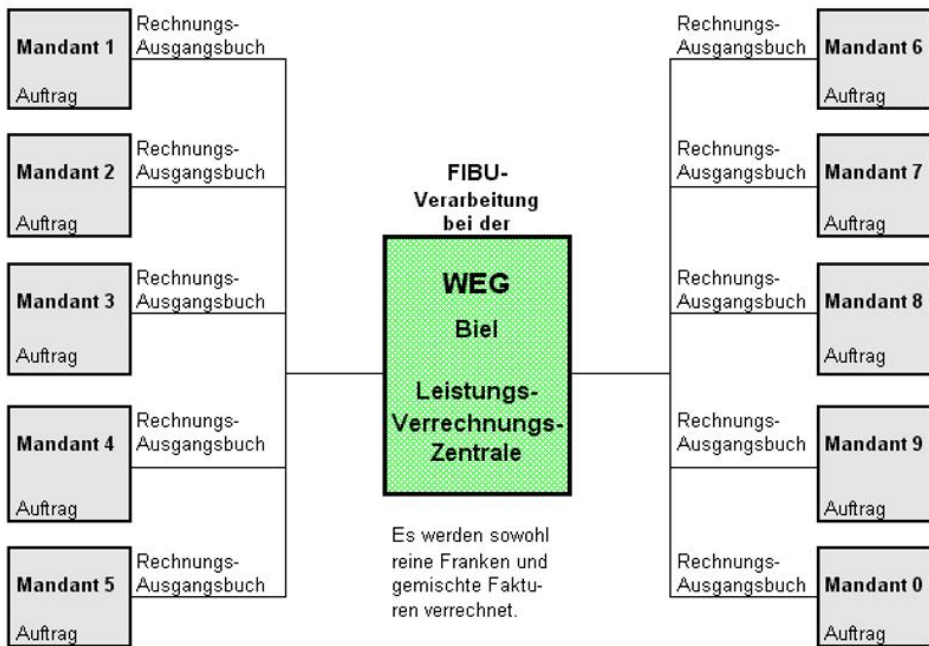 Mandant 1
Auftrag
Rechnungs-
Ausgangsbuch
Mandant 2
Auftrag
Rechnungs-
Ausgangsbuch
Mandant 3
Auftrag
Rechnungs-
Ausgangsbuch
Mandant 4
Auftrag
Rechnungs-
Ausgangsbuch
Mandant 5
Auftrag
Rechnungs-
Ausgangsbuch
FIBU-
Verarbeitung
bei der
WEG
Biel
Leistungs-
Verrechnungs-
Zentrale
Es werden sowohl
reine Franken und
gemischte Faktu-
ren verrechnet.
Rechnungs-
Ausgangsbuch
Mandant 6
Auftrag
Rechnungs-
Ausgangsbuch
Mandant 7
Auftrag
Rechnungs-
Ausgangsbuch
Mandant 8
Auftrag
Rechnungs-
Ausgangsbuch
Mandant 9
Auftrag
Rechnungs-
Ausgangsbuch
Mandant 0
Auftrag